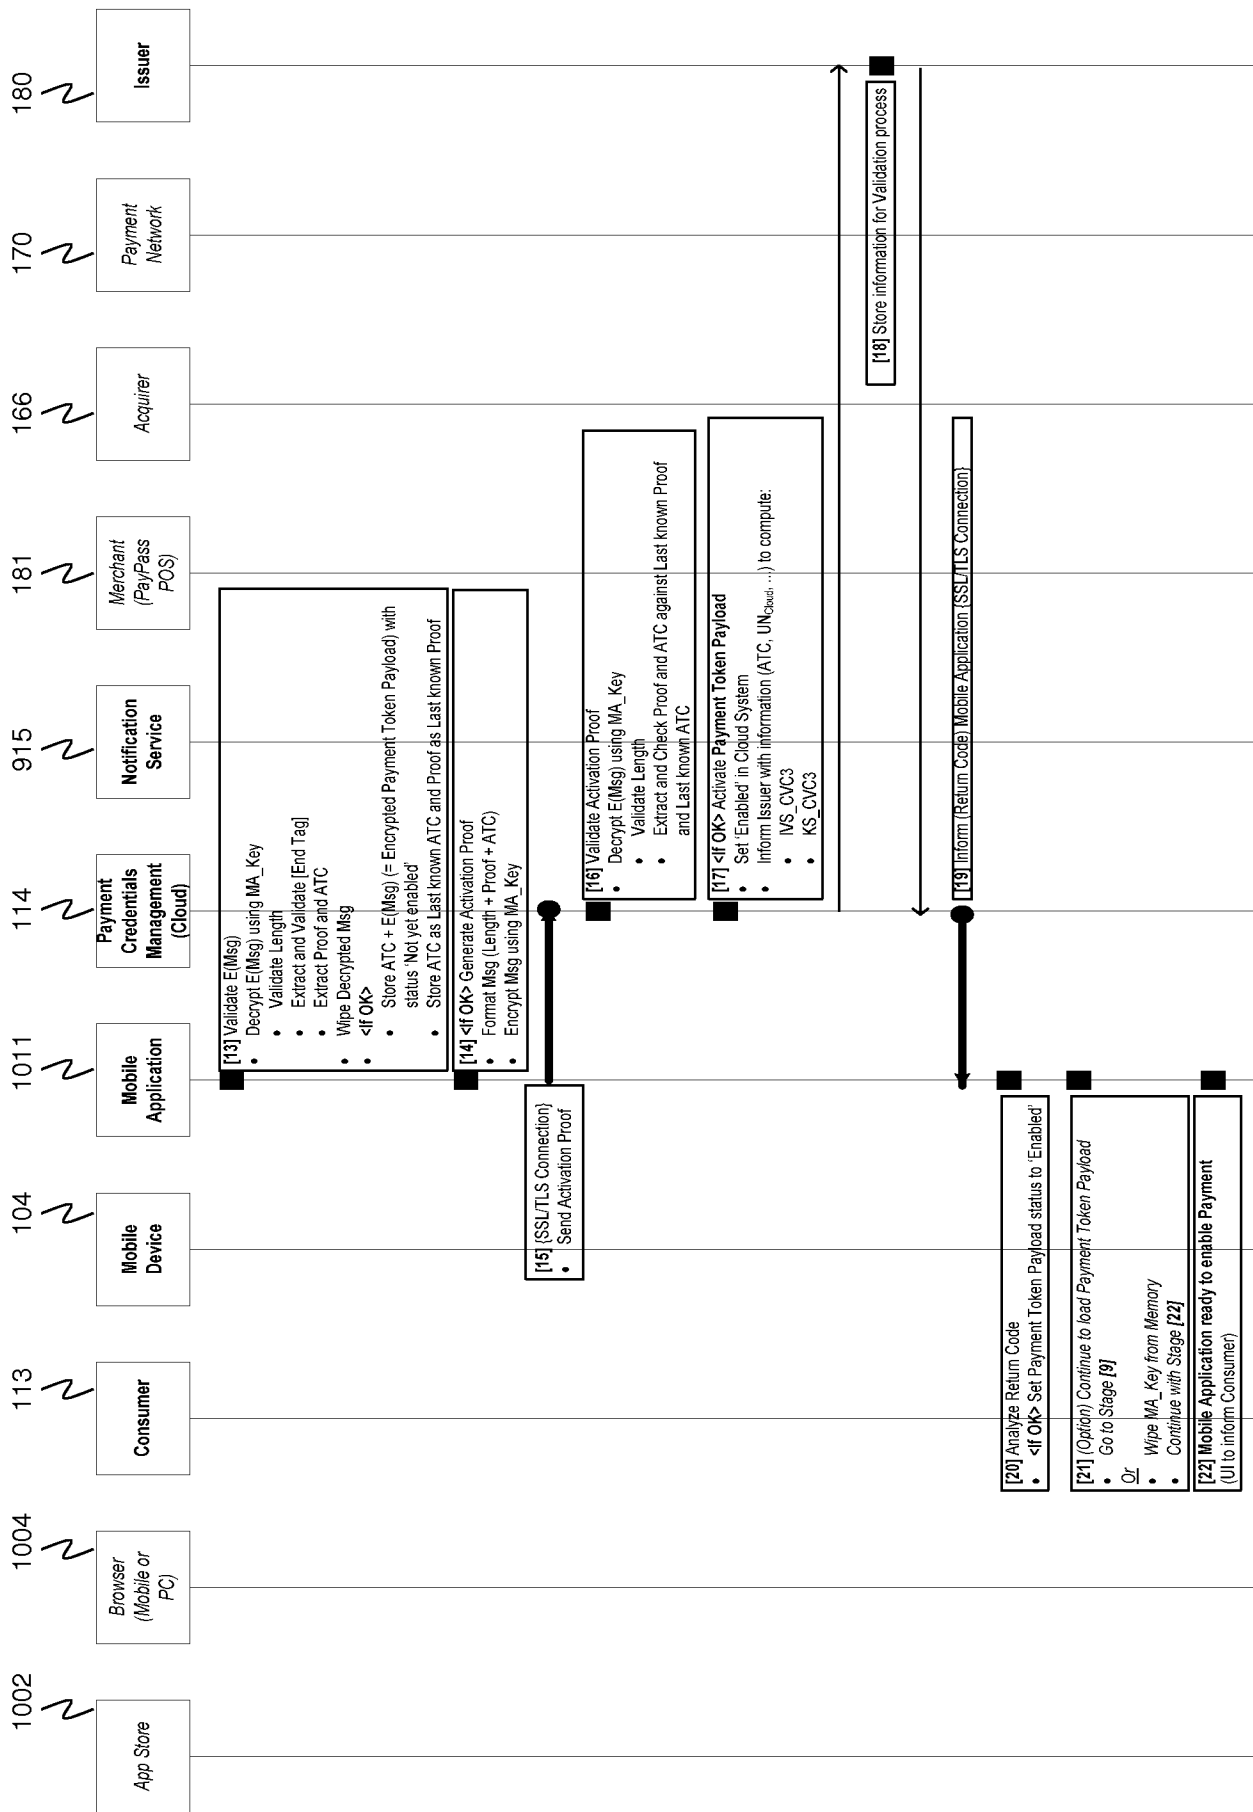 1002
1004
113
104
1011
114
915
181
166
170
180
App Store
Browser
(Mobile or
PC)
Consumer
Mobile
Device
Mobile
Application
Payment
Credentials
Management
(Cloud)
Notification
Service
Merchant
(PayPass
POS)
Acquirer
Payment
Network
Issuer
[13] Validate E(Msg)
• Decrypt E(Msg) using MA_Key
• Validate Length
• Extract and Validate [End Tag]
• Extract Proof and ATC
• Wipe Decrypted Msg
• <If OK>
• Store ATC + E(Msg) (= Encrypted Payment Token Payload) with
status ‘Not yet enabled’
• Store ATC as Last known ATC and Proof as Last known Proof
[14] <If OK> Generate Activation Proof
• Format Msg (Length + Proof + ATC)
• Encrypt Msg using MA_Key
[15] {SSL/TLS Connection}
• Send Activation Proof
[16] Validate Activation Proof
• Decrypt E(Msg) using MA_Key
• Validate Length
• Extract and Check Proof and ATC against Last known Proof
and Last known ATC
[17] <If OK> Activate Payment Token Payload
• Set ‘Enabled’ in Cloud System
• Inform Issuer with information (ATC, UNCloud, ...) to compute:
• IVS_CVC3
• KS_CVC3
[18] Store information for Validation process
[19] Inform (Return Code) Mobile Application {SSL/TLS Connection}
[20] Analyze Return Code
• <If OK> Set Payment Token Payload status to ‘Enabled’
[21] (Option) Continue to load Payment Token Payload
• Go to Stage [9]
Or
• Wipe MA_Key from Memory
• Continue with Stage [22]
[22] Mobile Application ready to enable Payment
(UI to inform Consumer)